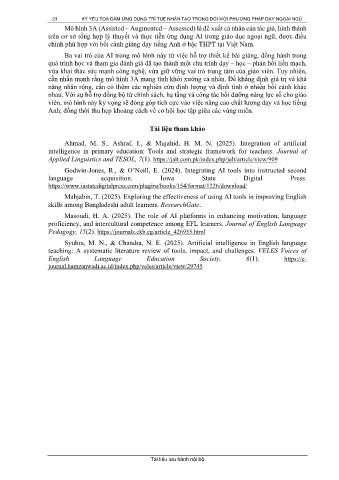 23 KỶ YẾU TỌA ĐÀM ỨNG DỤNG TRÍ TUỆ NHÂN TẠO TRONG ĐỔI MỚI PHƯƠNG PHÁP DẠY NGOẠI NGỮ
Mô hình 3A (Assisted – Augmented – Assessed) là đề xuất cá nhân của tác giả, hình thành
trên cơ sở tổng hợp lý thuyết và thực tiễn ứng dụng AI trong giáo dục ngoại ngữ, được điều
chỉnh phù hợp với bối cảnh giảng dạy tiếng Anh ở bậc THPT tại Việt Nam.
Ba vai trò của AI trong mô hình này từ việc hỗ trợ thiết kế bài giảng, đồng hành trong
quá trình học và tham gia đánh giá đã tạo thành một chu trình dạy – học – phản hồi liền mạch,
vừa khai thác sức mạnh công nghệ, vừa giữ vững vai trò trung tâm của giáo viên. Tuy nhiên,
cần nhấn mạnh rằng mô hình 3A mang tính khởi xướng cá nhân. Để khẳng định giá trị và khả
năng nhân rộng, cần có thêm các nghiên cứu định lượng và định tính ở nhiều bối cảnh khác
nhau. Với sự hỗ trợ đồng bộ từ chính sách, hạ tầng và công tác bồi dưỡng năng lực số cho giáo
viên, mô hình này kỳ vọng sẽ đóng góp tích cực vào việc nâng cao chất lượng dạy và học tiếng
Anh, đồng thời thu hẹp khoảng cách về cơ hội học tập giữa các vùng miền.
Tài liệu tham khảo
Ahmad, M. S., Ashraf, I., & Mujahid, H. M. N. (2025). Integration of artificial
intelligence in primary education: Tools and strategic framework for teachers. Journal of
Applied Linguistics and TESOL, 7(1). https://jalt.com.pk/index.php/jalt/article/view/909
Godwin-Jones, R., & O’Neill, E. (2024). Integrating AI tools into instructed second
language acquisition. Iowa State Digital Press.
https://www.iastatedigitalpress.com/plugins/books/154/format/1226/download/
Mahjabin, T. (2025). Exploring the effectiveness of using AI tools in improving English
skills among Bangladeshi adult learners. ResearchGate.
Masoudi, H. A. (2025). The role of AI platforms in enhancing motivation, language
proficiency, and intercultural competence among EFL learners. Journal of English Language
Pedagogy, 15(2). https://journals.ekb.eg/article_426955.html
Syahra, M. N., & Chandra, N. E. (2025). Artificial intelligence in English language
teaching: A systematic literature review of tools, impact, and challenges. VELES Voices of
English Language Education Society, 6(1). https://e-
journal.hamzanwadi.ac.id/index.php/veles/article/view/29745
Tài liệu lưu hành nội bộ